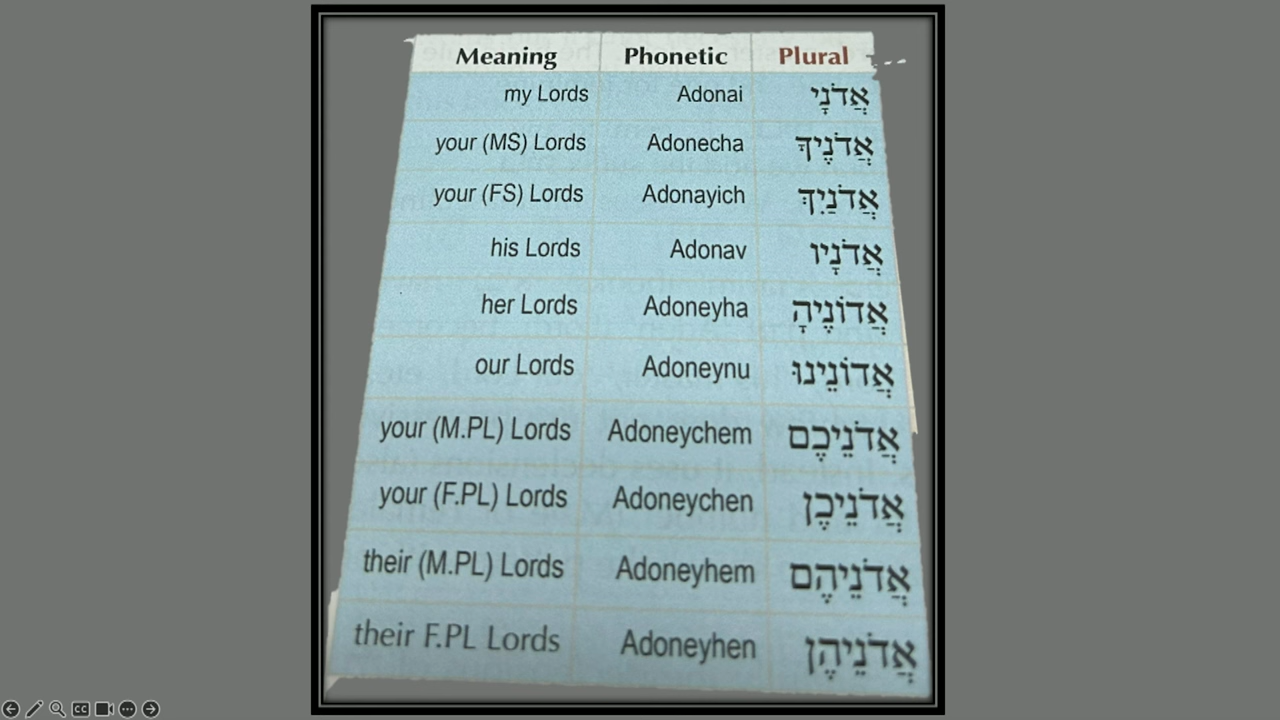 Meaning Phonetic Plural
my Lords Adonai אֲדֹנָי
your (MS) Lords Adonecha אֲדֹנֶיךָ
your (FS) Lords Adonayich אֲדֹנַיִךְ
his Lords Adonav אֲדֹנָיו
her Lords Adoneyha אֲדוֹנֶיהָ
our Lords Adoneynu אֲדוֹנֵינוּ
your (M.PL) Lords Adoneychem אֲדֹנֵיכֶם
your (F.PL) Lords Adoneychen אֲדֹנֵיכֶן
their (M.PL) Lords Adoneyhem אֲדֹנֵיהֶם
their F.PL Lords Adoneyhen אֲדֹנֵיהֶן
CC